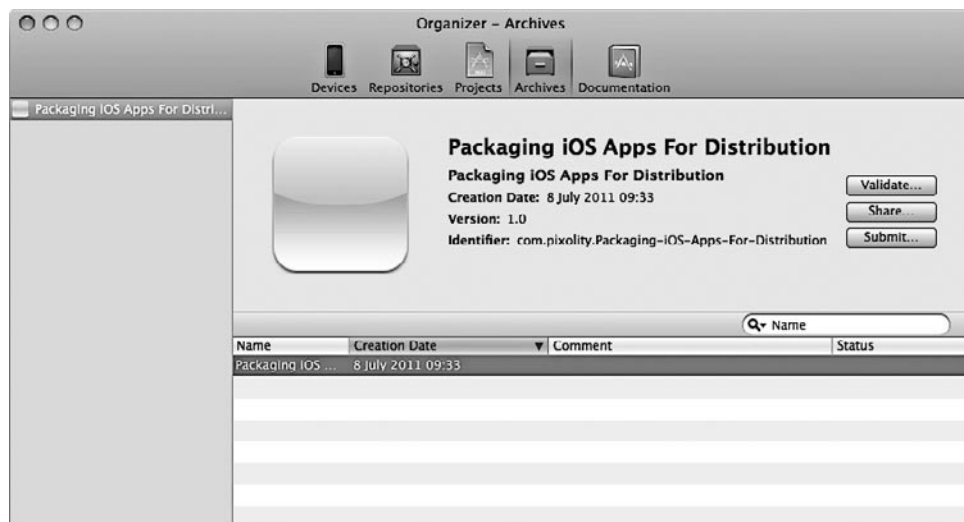 Organizer – Archives
Devices Repositories Projects Archives Documentation
Packaging iOS Apps For Distri...
Packaging iOS Apps For Distribution
Packaging iOS Apps For Distribution
Creation Date: 8 July 2011 09:33
Version: 1.0
Identifier: com.pixolity.Packaging-iOS-Apps-For-Distribution
Validate...
Share...
Submit...
Name
Name Creation Date Comment Status
Packaging iOS ... 8 July 2011 09:33